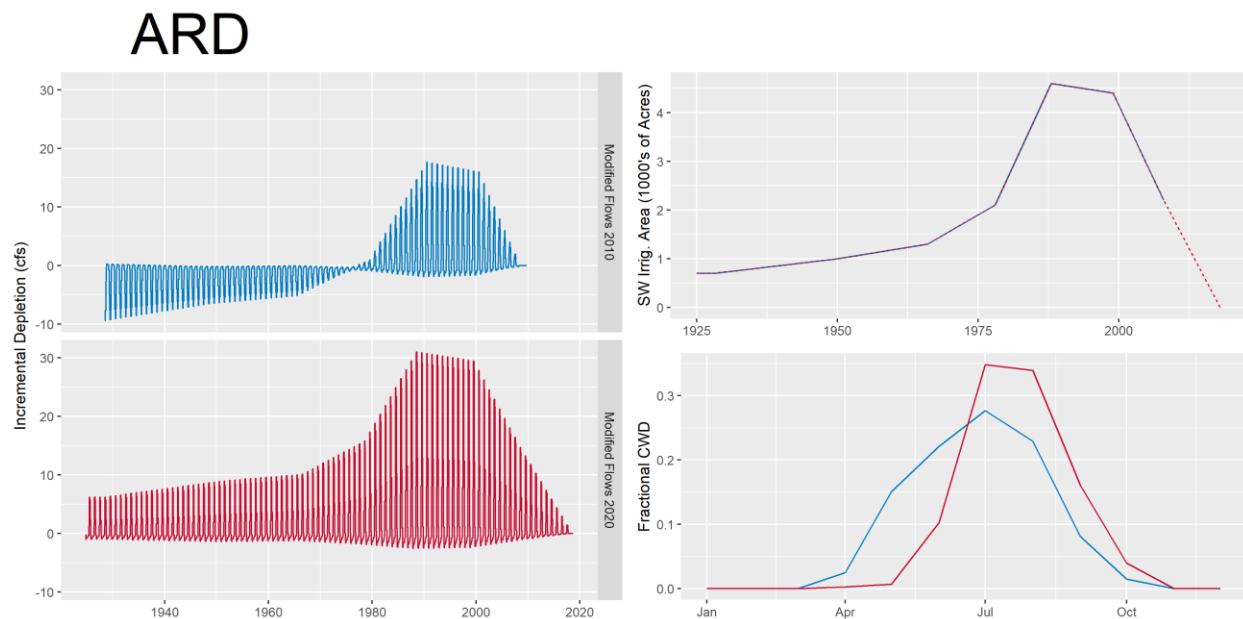 ARD
Incremental Depletion (cfs)
30
20
10
0
-10
Modified Flows 2010
30
20
10
0
-10
Modified Flows 2020
1940 1960 1980 2000 2020
SW Irrig. Area (1000's of Acres)
4
3
2
1
0
1925 1950 1975 2000
Fractional CWD
0.3
0.2
0.1
0.0
Jan Apr Jul Oct